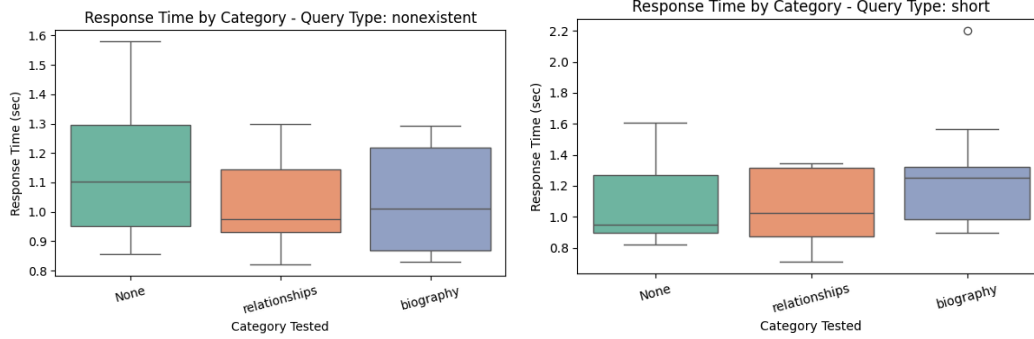 Response Time by Category - Query Type: nonexistent
1.6
1.5
1.4
1.3
1.2
1.1
1.0
0.9
0.8
Response Time (sec)
None
relationships
biography
Category Tested
Response Time by Category - Query Type: short
2.2
2.0
1.8
1.6
1.4
1.2
1.0
0.8
Response Time (sec)
None
relationships
biography
Category Tested